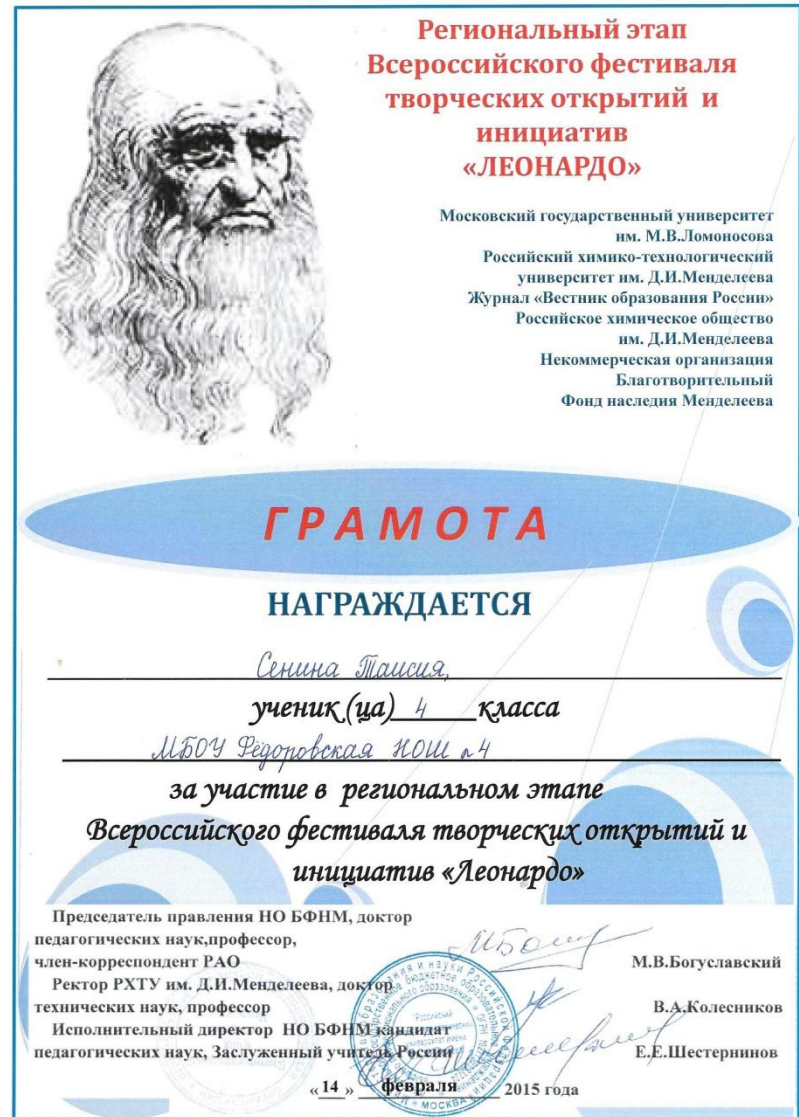 Региональный этап
Всероссийского фестиваля
творческих открытий и
инициатив
«ЛЕОНАРДО»
Московский государственный университет
им. М.В.Ломоносова
Российский химико-технологический
университет им. Д.И.Менделеева
Журнал «Вестник образования России»
Российское химическое общество
им. Д.И.Менделеева
Некоммерческая организация
Благотворительный
Фонд наследия Менделеева
ГРАМОТА
НАГРАЖДАЕТСЯ
Сенина Таисия,
ученик(ца) 4 класса
МБОУ Фёдоровская НОШ №4
за участие в региональном этапе
Всероссийского фестиваля творческих открытий и
инициатив «Леонардо»
Председатель правления НО БФНМ, доктор
педагогических наук,профессор,
член-корреспондент РАО М.В.Богуславский
Ректор РХТУ им. Д.И.Менделеева, доктор
технических наук, профессор В.А.Колесников
Исполнительный директор НО БФНМ кандидат
педагогических наук, Заслуженный учитель России Е.Е.Шестернинов
«14» февраля 2015 года
МОСКВА